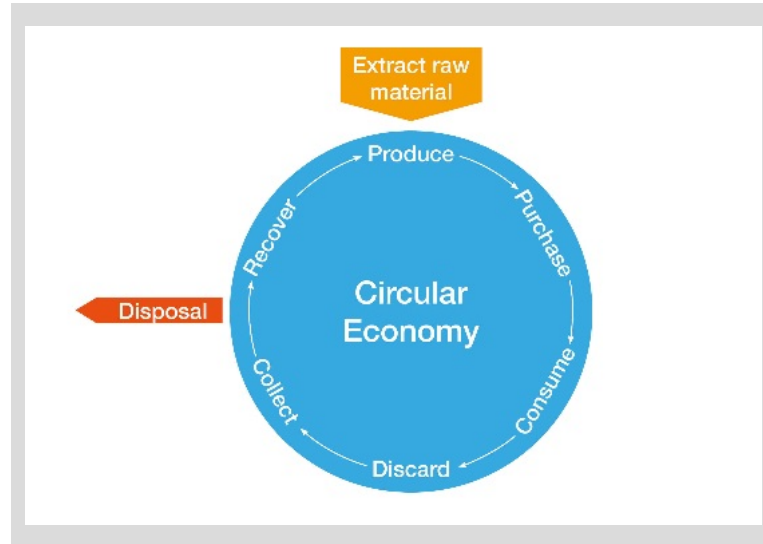 Extract raw
material
Produce
Purchase
Consume
Discard
Collect
Recover
Circular
Economy
Disposal